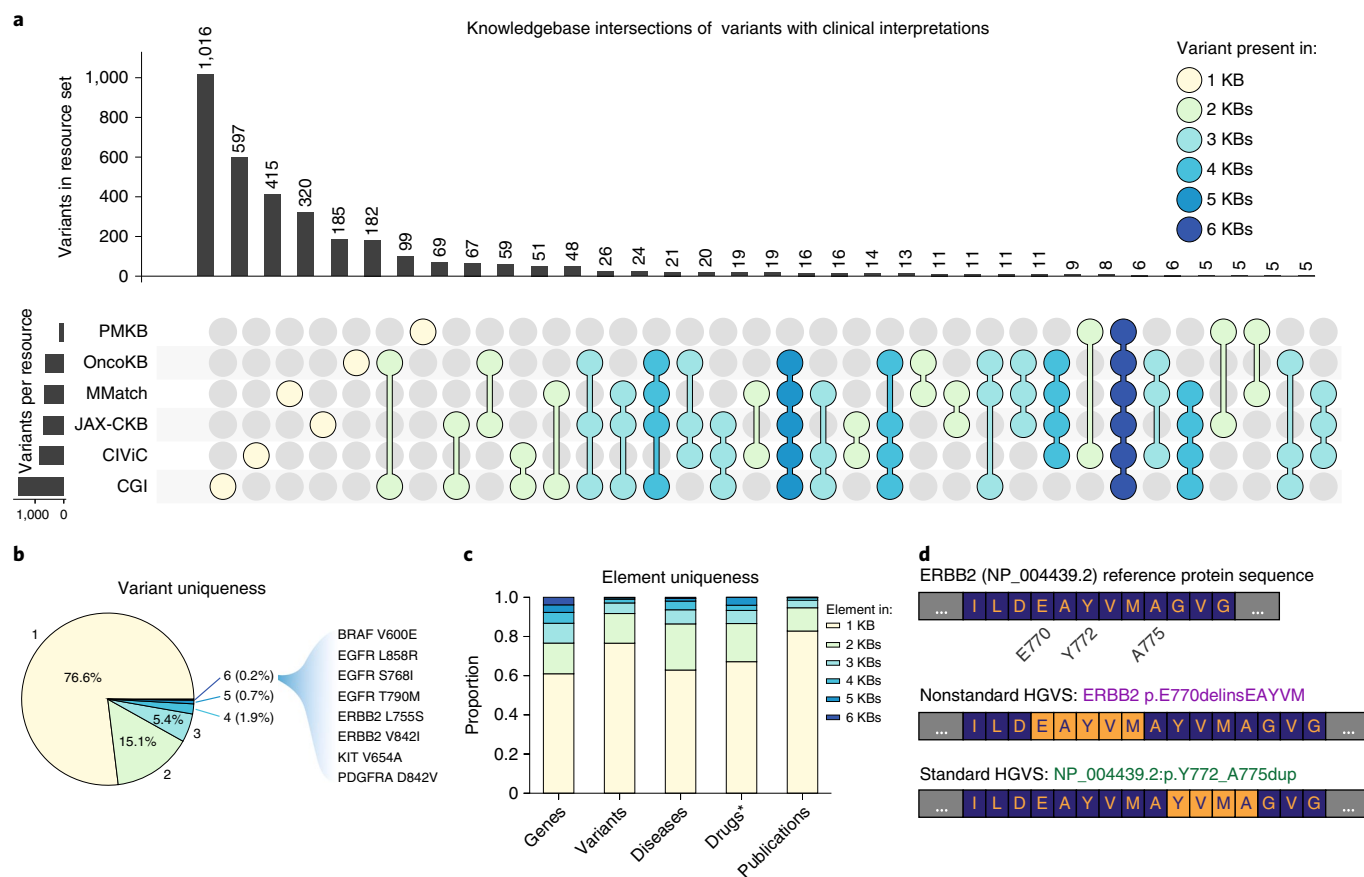 a
Knowledgebase intersections of variants with clinical interpretations
Variants in resource set
1,000
800
600
400
200
0
1,016
597
415
320
185
182
99
69
67
59
51
48
26
24
21
20
19
19
16
16
14
13
11
11
11
11
9
8
6
6
5
5
5
5
Variant present in:
1 KB
2 KBs
3 KBs
4 KBs
5 KBs
6 KBs
Variants per resource
PMKB
OncoKB
MMatch
JAX-CKB
CIViC
CGI
1,000 0
b
Variant uniqueness
1
76.6%
15.1%
2
5.4%
3
6 (0.2%)
5 (0.7%)
4 (1.9%)
BRAF V600E
EGFR L858R
EGFR S768I
EGFR T790M
ERBB2 L755S
ERBB2 V842I
KIT V654A
PDGFRA D842V
c
Element uniqueness
Proportion
1.0
0.8
0.6
0.4
0.2
0
Genes
Variants
Diseases
Drugs*
Publications
Element in:
1 KB
2 KBs
3 KBs
4 KBs
5 KBs
6 KBs
d
ERBB2 (NP_004439.2) reference protein sequence
... I L D E A Y V M A G V G ...
E770 Y772 A775
Nonstandard HGVS: ERBB2 p.E770delinsEAYVM
... I L D E A Y V M A Y V M A G V G ...
Standard HGVS: NP_004439.2:p.Y772_A775dup
... I L D E A Y V M A Y V M A G V G ...